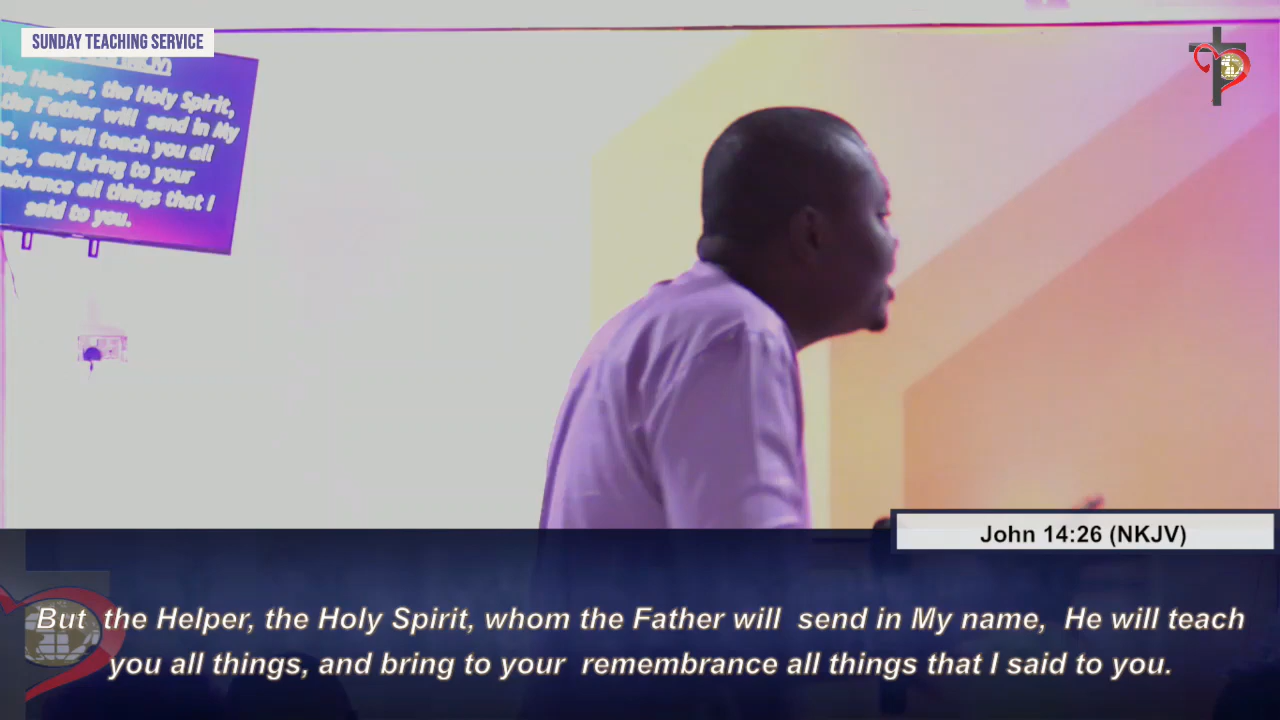 SUNDAY TEACHING SERVICE
the Helper, the Holy Spirit,
the Father will send in My
He will teach you all
and bring to your
all things that I
said to you.
John 14:26 (NKJV)
But the Helper, the Holy Spirit, whom the Father will send in My name, He will teach
you all things, and bring to your remembrance all things that I said to you.